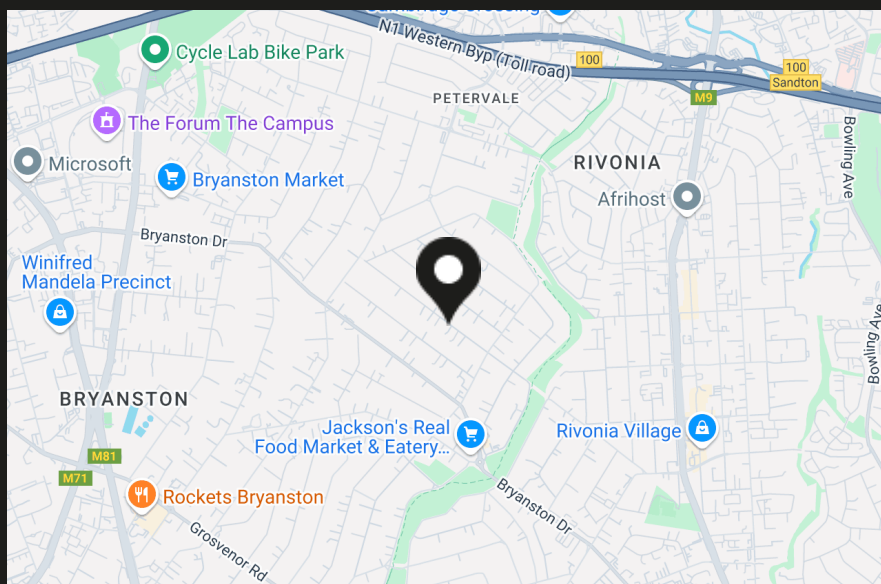 N1 Western Byp (Toll road)
Cycle Lab Bike Park
100
100
Sandton
M9
PETERVALE
The Forum The Campus
Microsoft
RIVONIA
Bowling Ave
Bryanston Market
Afrihost
Bryanston Dr
Winifred
Mandela Precinct
Bowling Ave
BRYANSTON
Jackson's Real
Food Market & Eatery...
Rivonia Village
M81
M71
Rockets Bryanston
Bryanston Dr
Grosvenor Rd